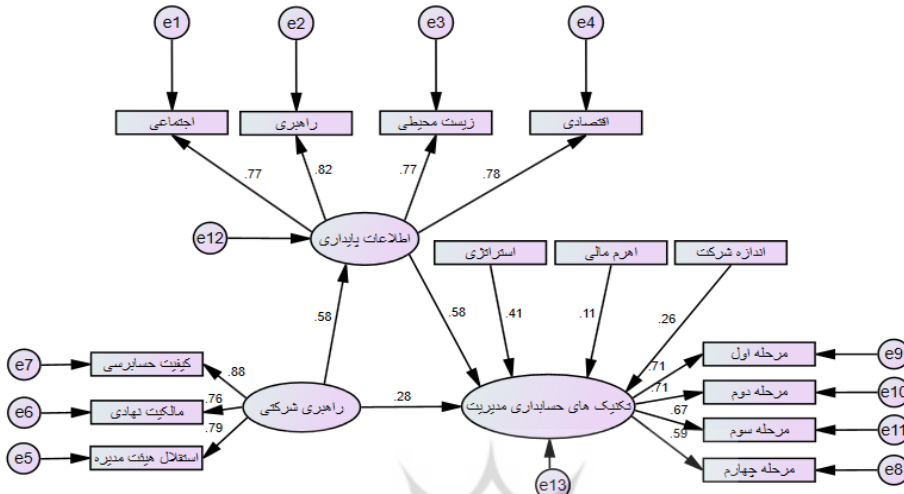 e1
e2
e3
e4
اجتماعی
راهبری
زیست محیطی
اقتصادی
.77
.82
.77
.78
e12
اطلاعات پایداری
استراتژی
اهرم مالی
اندازه شرکت
.58
.58
.41
.11
.26
e7
کیفیت حسابرسی
.88
e6
مالکیت نهادی
.76
e5
استقلال هیئت مدیره
.79
راهبری شرکتی
.28
تکنیک های حسابداری مدیریت
.71
مرحله اول
e9
.71
مرحله دوم
e10
.67
مرحله سوم
e11
.59
مرحله چهارم
e8
e13